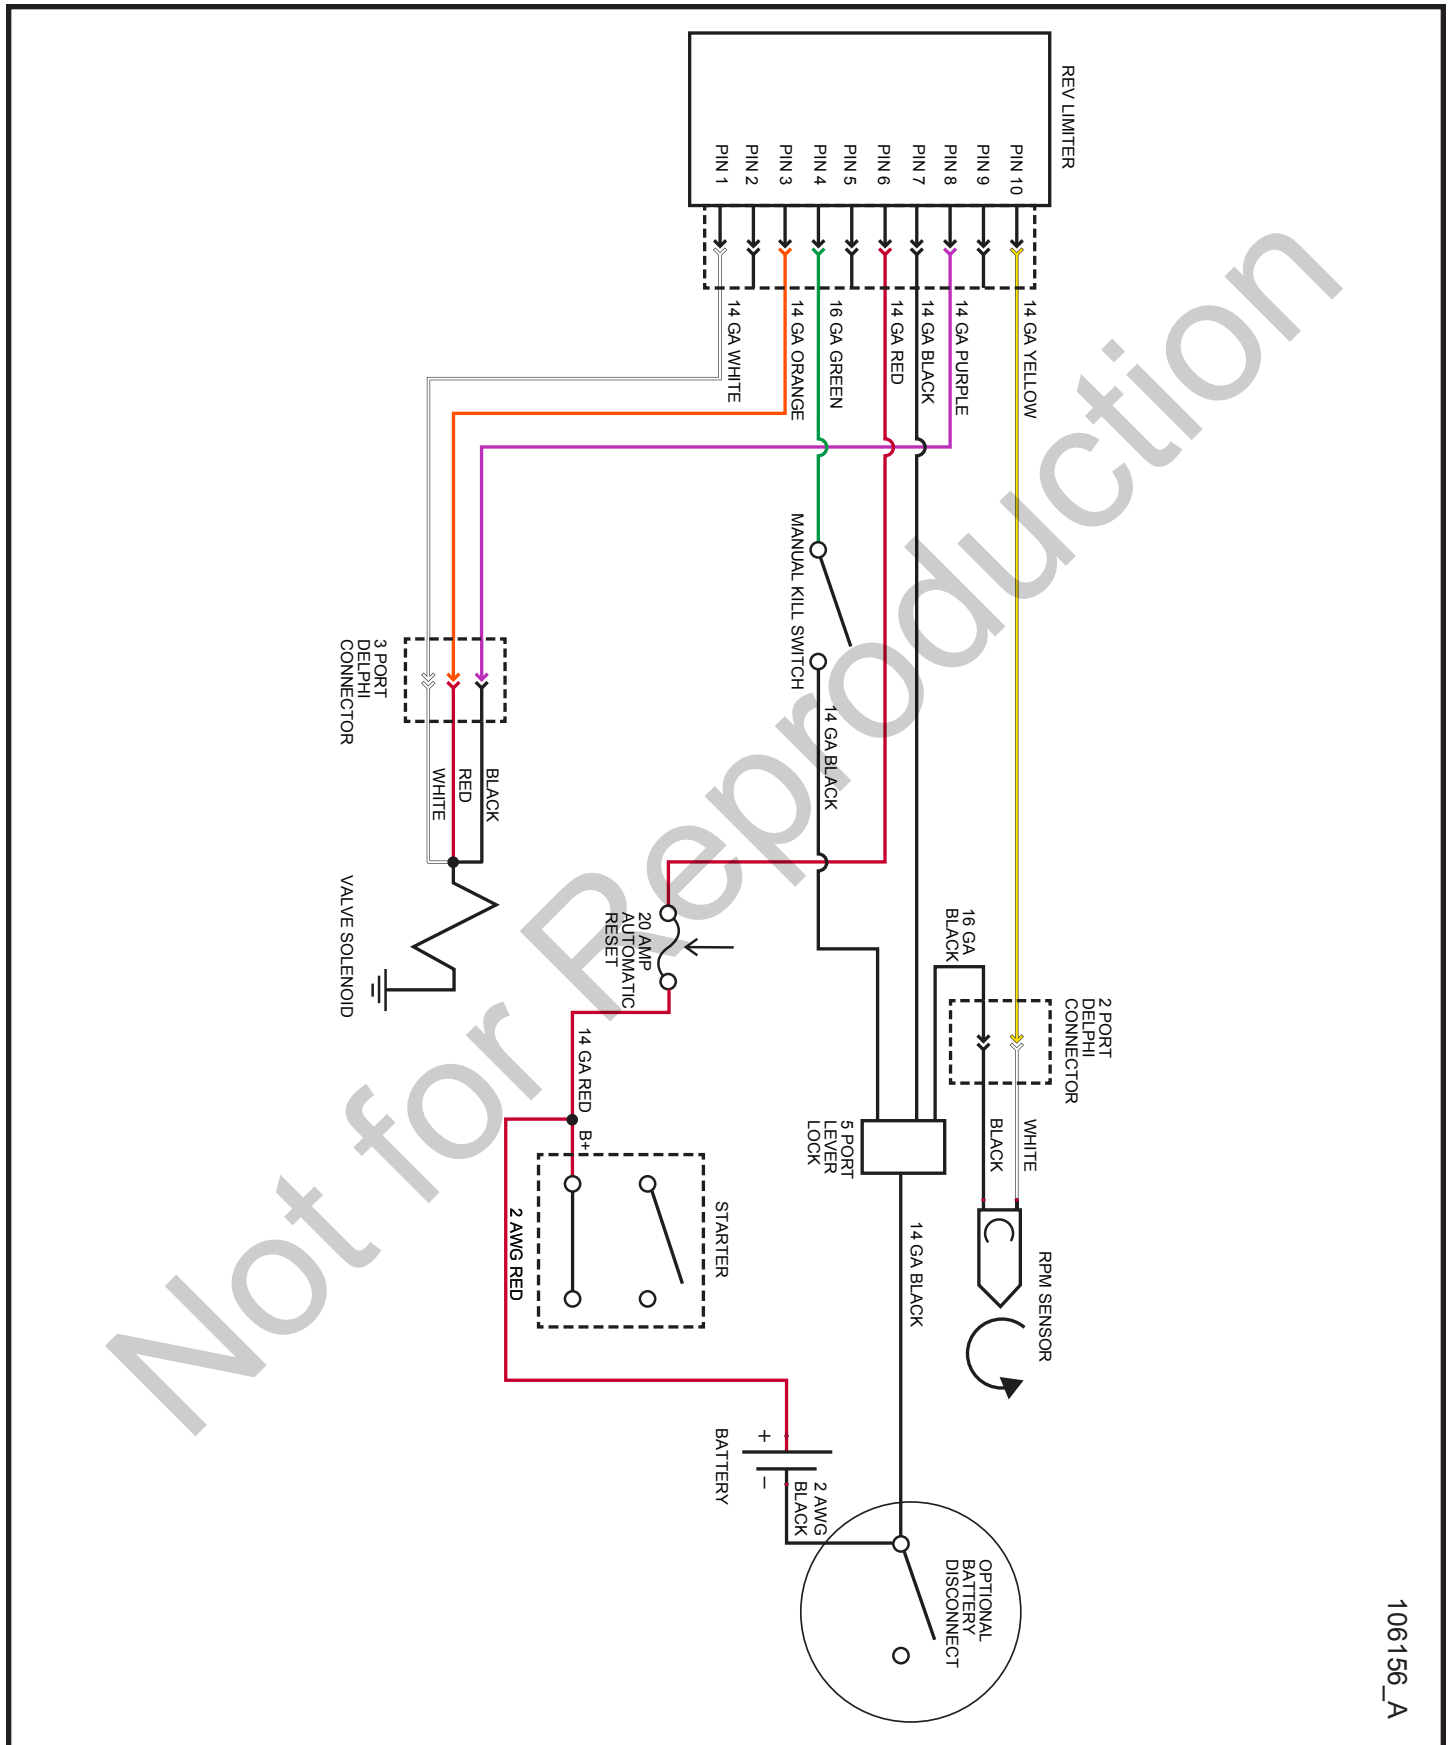 106156_A
REV LIMITER
PIN 10
PIN 9
PIN 8
PIN 7
PIN 6
PIN 5
PIN 4
PIN 3
PIN 2
PIN 1
14 GA YELLOW
14 GA PURPLE
14 GA BLACK
14 GA RED
16 GA GREEN
14 GA ORANGE
14 GA WHITE
MANUAL KILL SWITCH
14 GA BLACK
3 PORT
DELPHI
CONNECTOR
BLACK
RED
WHITE
VALVE SOLENOID
20 AMP
AUTOMATIC
RESET
16 GA
BLACK
2 PORT
DELPHI
CONNECTOR
WHITE
BLACK
5 PORT
LEVER
LOCK
14 GA RED
B+
STARTER
2 AWG RED
14 GA BLACK
RPM SENSOR
BATTERY
+
–
2 AWG
BLACK
OPTIONAL
BATTERY
DISCONNECT
Not for Reproduction